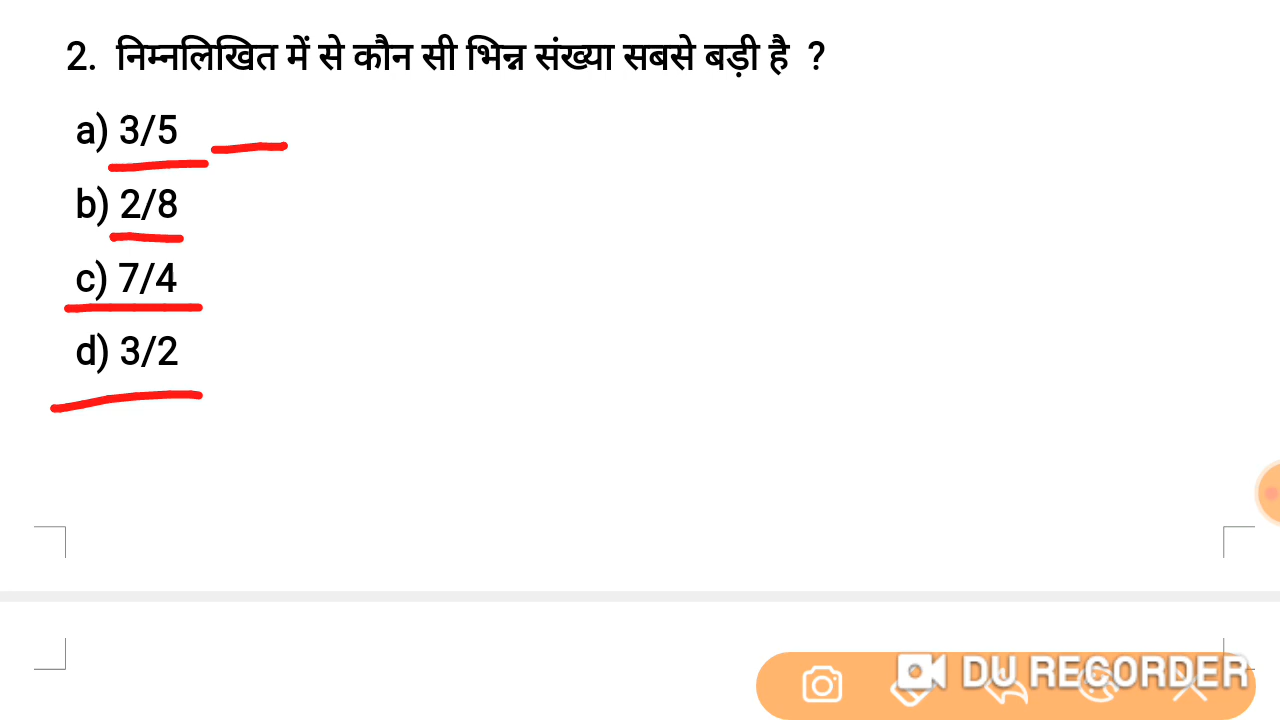 2. निम्नलिखित में से कौन सी भिन्न संख्या सबसे बड़ी है ?
a) 3/5
b) 2/8
c) 7/4
d) 3/2
DU RECORDER